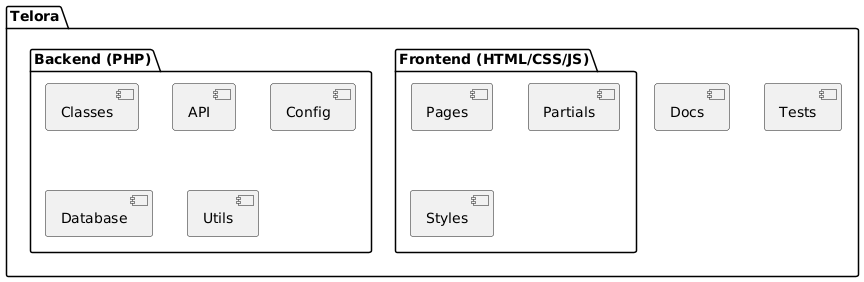 Telora
Backend (PHP)
Classes
API
Config
Database
Utils
Frontend (HTML/CSS/JS)
Pages
Partials
Styles
Docs
Tests